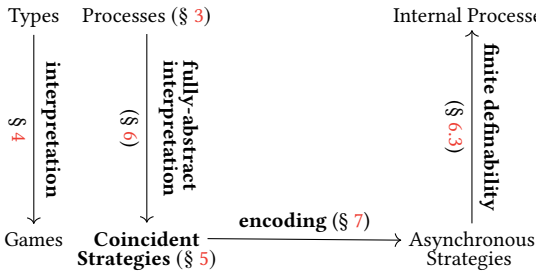 Types
Processes (§ 3)
Internal Processe
interpretation
§ 4
fully-abstract
interpretation
(§ 6)
finite definability
(§ 6.3)
encoding (§ 7)
Games
Coincident
Strategies (§ 5)
Asynchronous
Strategies